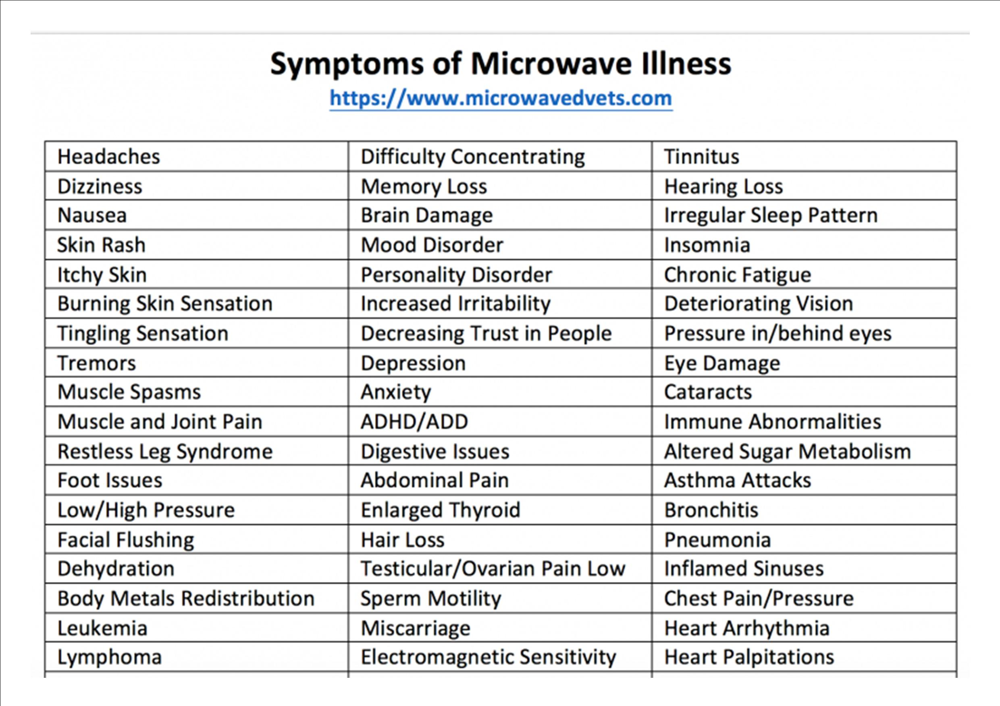 Symptoms of Microwave Illness
https://www.microwavedvets.com
Headaches Difficulty Concentrating Tinnitus
Dizziness Memory Loss Hearing Loss
Nausea Brain Damage Irregular Sleep Pattern
Skin Rash Mood Disorder Insomnia
Itchy Skin Personality Disorder Chronic Fatigue
Burning Skin Sensation Increased Irritability Deteriorating Vision
Tingling Sensation Decreasing Trust in People Pressure in/behind eyes
Tremors Depression Eye Damage
Muscle Spasms Anxiety Cataracts
Muscle and Joint Pain ADHD/ADD Immune Abnormalities
Restless Leg Syndrome Digestive Issues Altered Sugar Metabolism
Foot Issues Abdominal Pain Asthma Attacks
Low/High Pressure Enlarged Thyroid Bronchitis
Facial Flushing Hair Loss Pneumonia
Dehydration Testicular/Ovarian Pain Low Inflamed Sinuses
Body Metals Redistribution Sperm Motility Chest Pain/Pressure
Leukemia Miscarriage Heart Arrhythmia
Lymphoma Electromagnetic Sensitivity Heart Palpitations